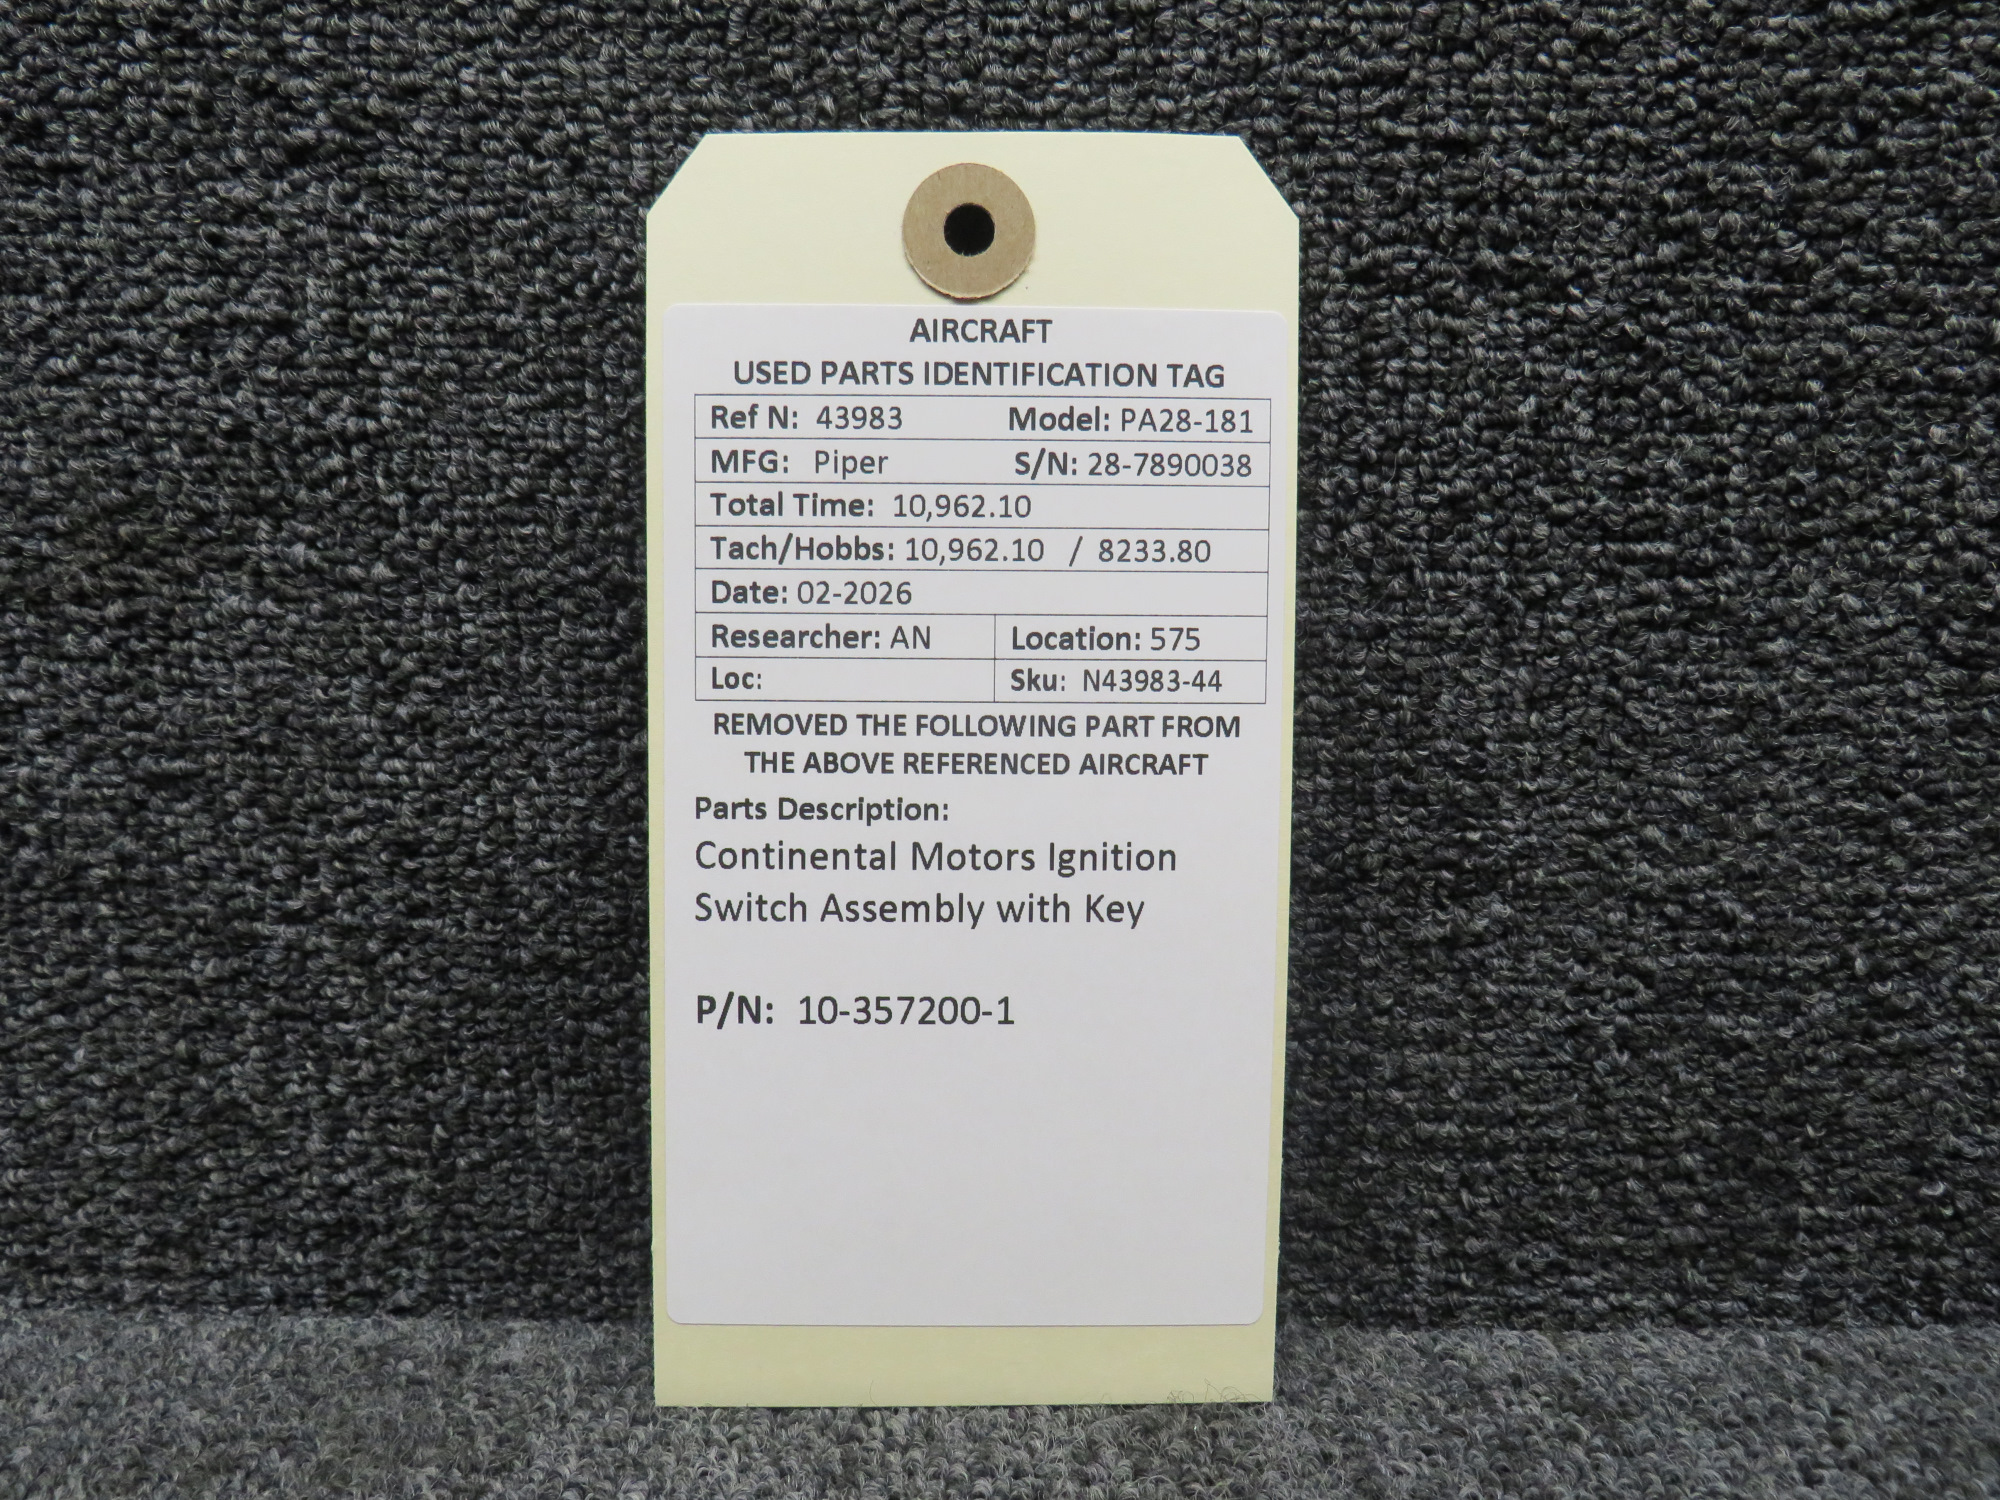 AIRCRAFT
USED PARTS IDENTIFICATION TAG
Ref N: 43983 Model: PA28-181
MFG: Piper S/N: 28-7890038
Total Time: 10,962.10
Tach/Hobbs: 10,962.10 / 8233.80
Date: 02-2026
Researcher: AN Location: 575
Loc: Sku: N43983-44
REMOVED THE FOLLOWING PART FROM
THE ABOVE REFERENCED AIRCRAFT
Parts Description:
Continental Motors Ignition
Switch Assembly with Key
P/N: 10-357200-1